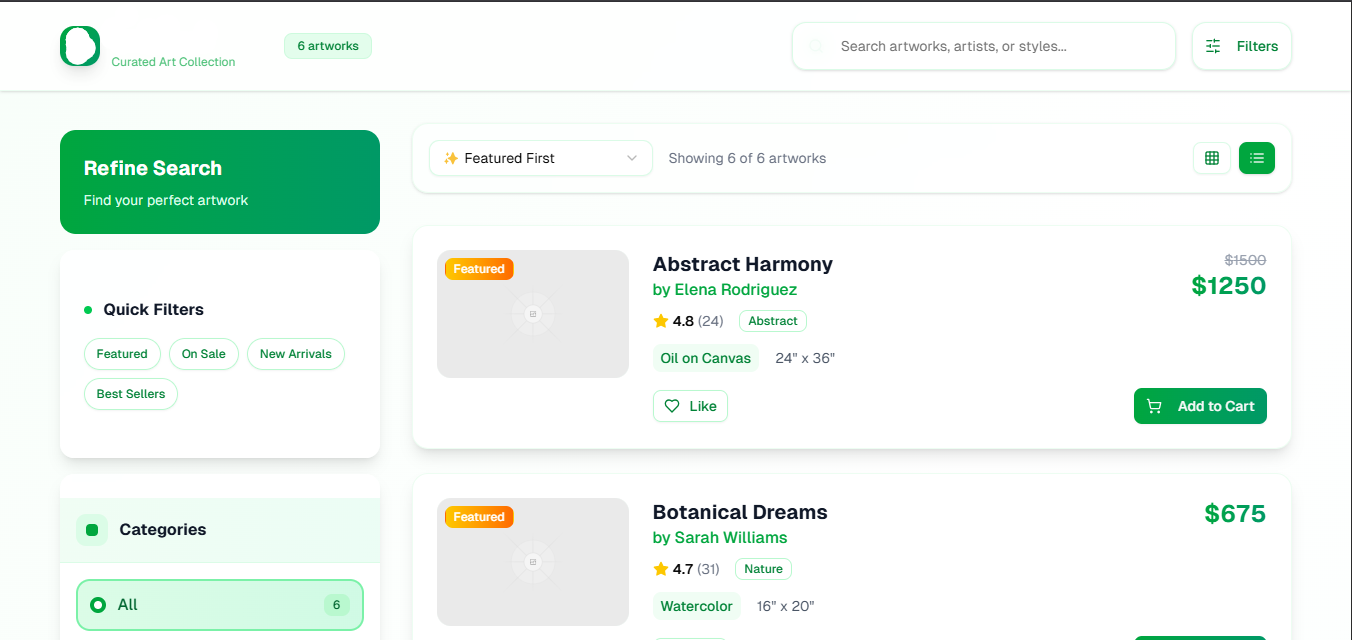 Curated Art Collection
6 artworks
Search artworks, artists, or styles...
Filters
Refine Search
Find your perfect artwork
✨ Featured First
Showing 6 of 6 artworks
Quick Filters
Featured
On Sale
New Arrivals
Best Sellers
Categories
All
6
Featured
Abstract Harmony
by Elena Rodriguez
4.8 (24)
Abstract
Oil on Canvas
24" x 36"
Like
$1500
$1250
Add to Cart
Featured
Botanical Dreams
by Sarah Williams
4.7 (31)
Nature
Watercolor
16" x 20"
$675